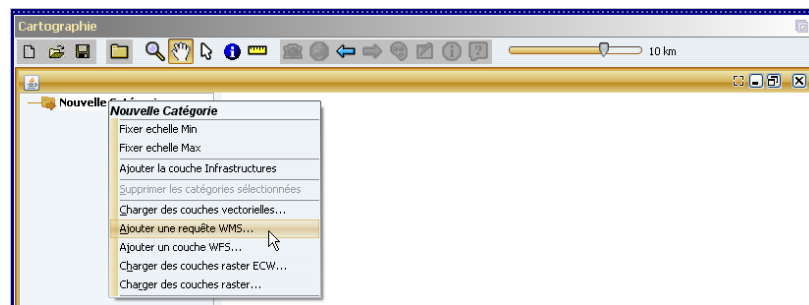 Cartographie
10 km
Nouvelle Catégorie
Nouvelle Catégorie
Fixer echelle Min
Fixer echelle Max
Ajouter la couche Infrastructures
Supprimer les catégories sélectionnées
Charger des couches vectorielles...
Ajouter une requête WMS...
Ajouter un couche WFS...
Charger des couches raster ECW...
Charger des couches raster...